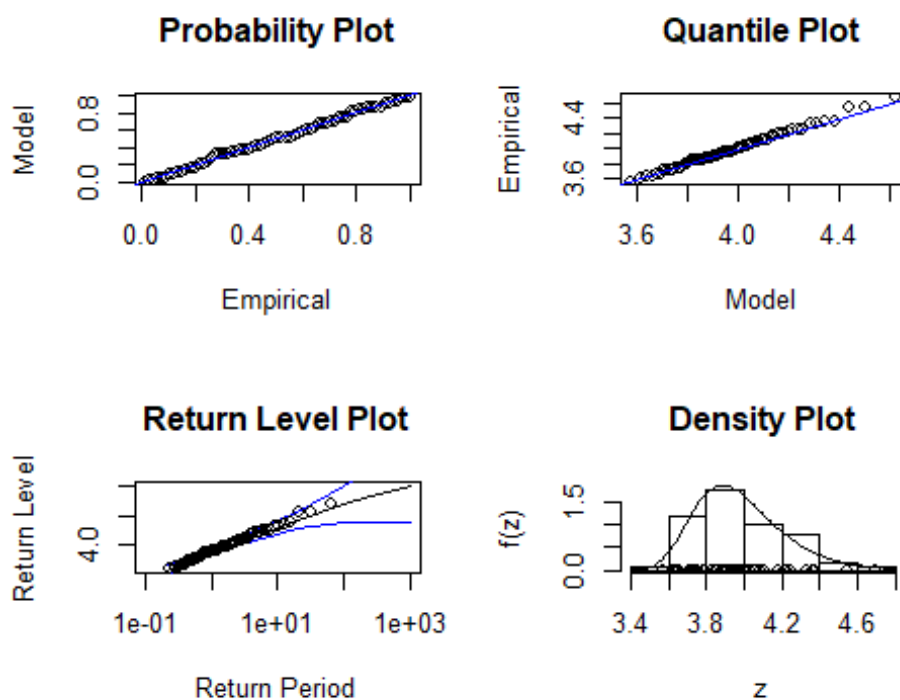 Probability Plot
Model
0.0 0.8
0.0 0.4 0.8
Empirical
Quantile Plot
Empirical
3.6 4.4
3.6 4.0 4.4
Model
Return Level Plot
Return Level
4.0
1e-01 1e+01 1e+03
Return Period
Density Plot
f(z)
0.0 1.5
3.4 3.8 4.2 4.6
z